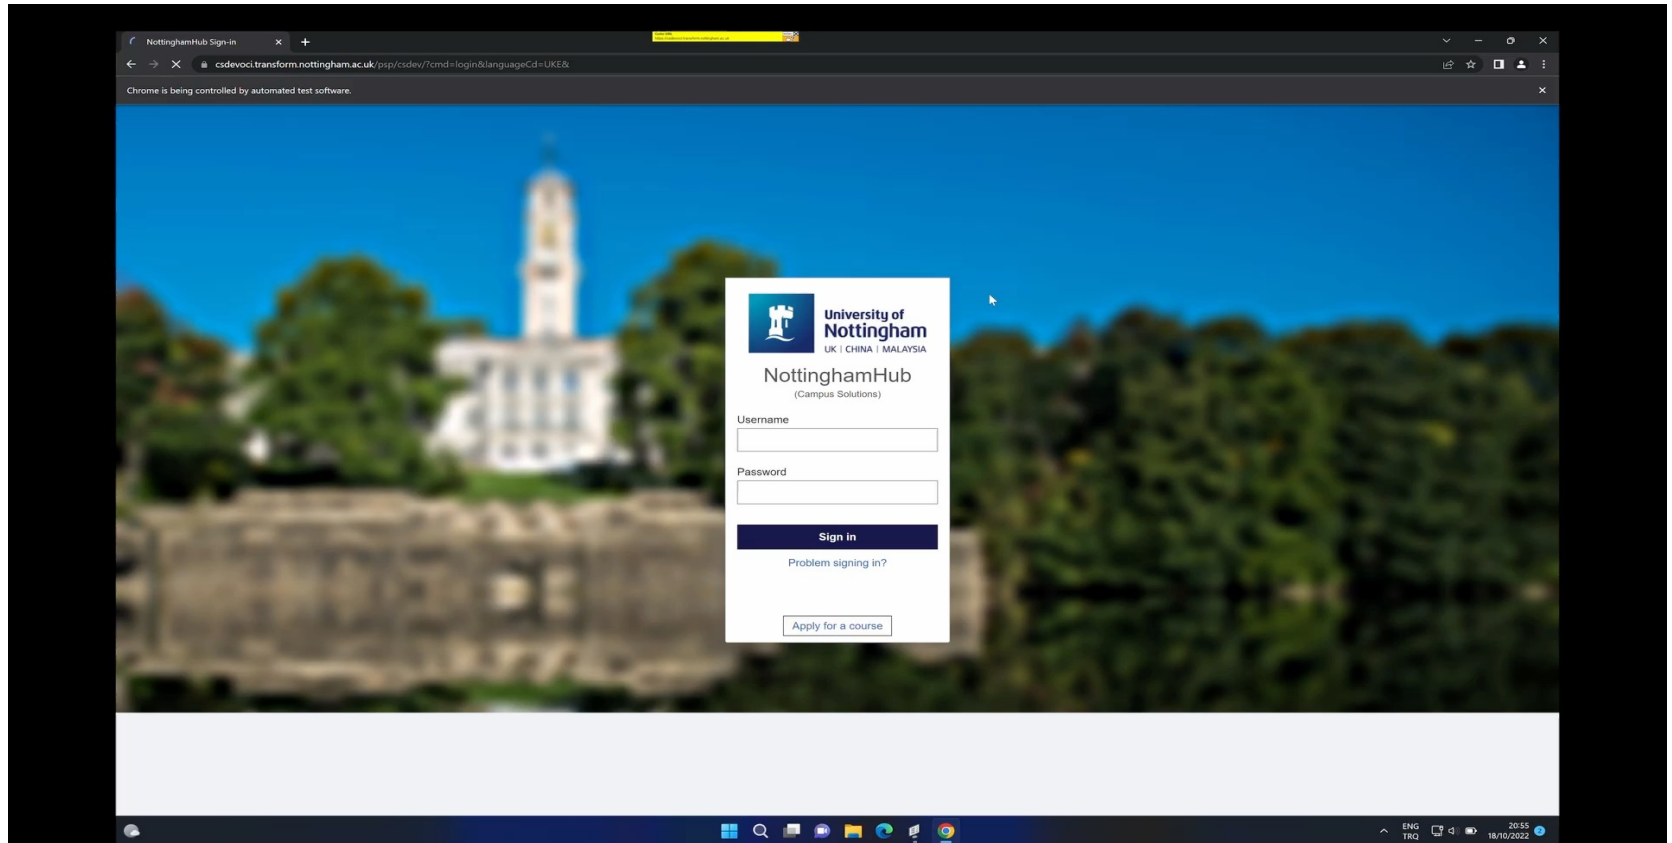 NottinghamHub Sign-in
csdevoci.transform.nottingham.ac.uk/psp/csdev/?cmd=login&languageCd=UKE&
Chrome is being controlled by automated test software.
University of
Nottingham
UK | CHINA | MALAYSIA
NottinghamHub
(Campus Solutions)
Username
Password
Sign in
Problem signing in?
Apply for a course
ENG
TRQ
20:55
18/10/2022
2